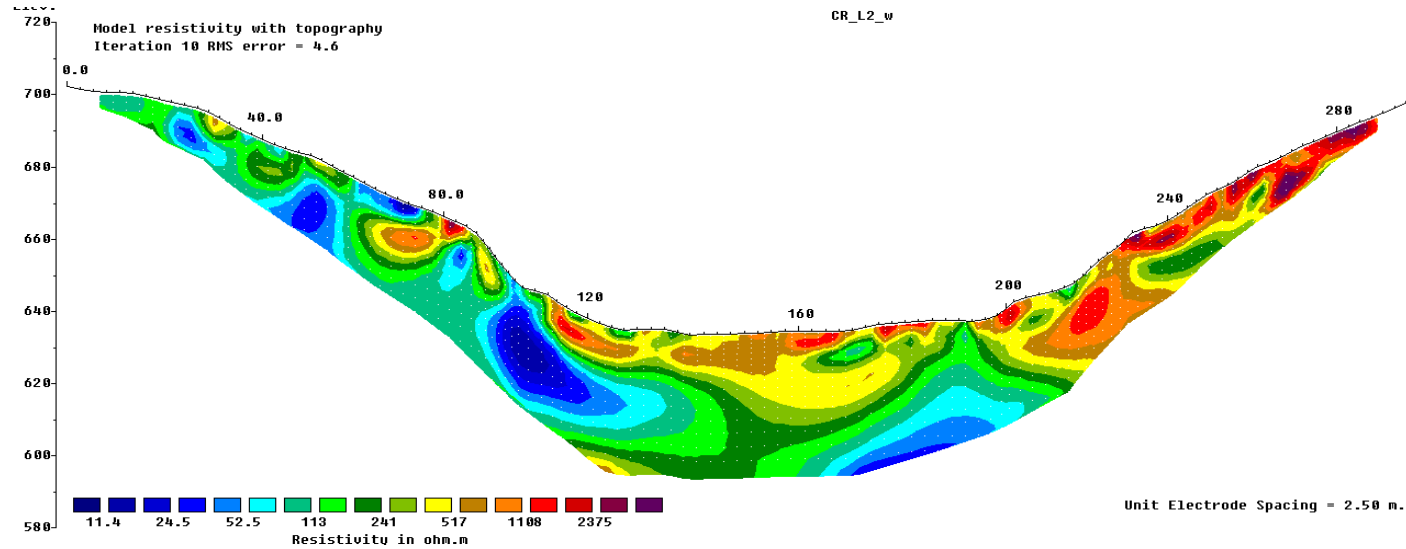 CR_L2_w
720
Model resistivity with topography
Iteration 10 RMS error = 4.6
0.0
700
40.0
280
680
80.0
240
660
200
640
120
160
620
600
11.4 24.5 52.5 113 241 517 1108 2375
Unit Electrode Spacing = 2.50 m.
580
Resistivity in ohm.m